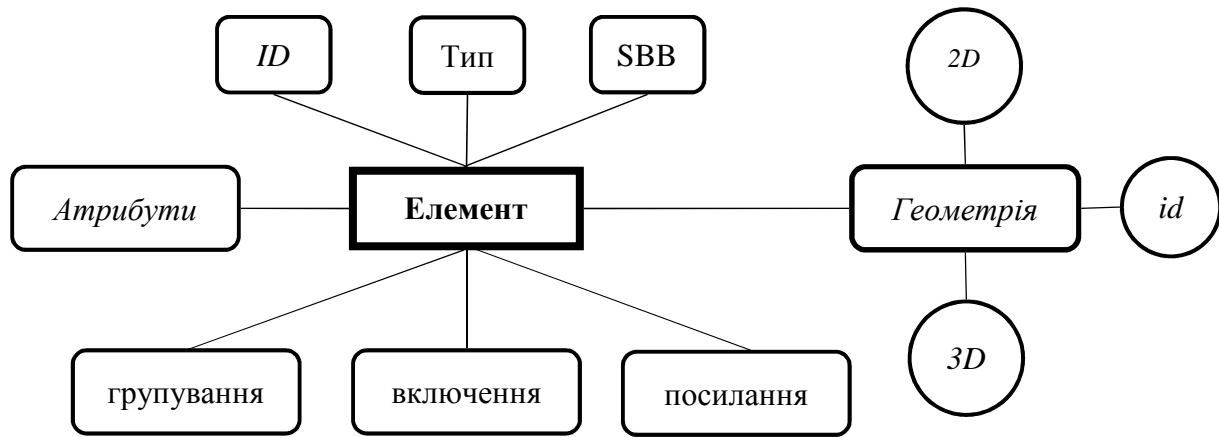 ID
Тип
SBB
2D
Атрибути
Елемент
Геометрія
id
групування
включення
посилання
3D